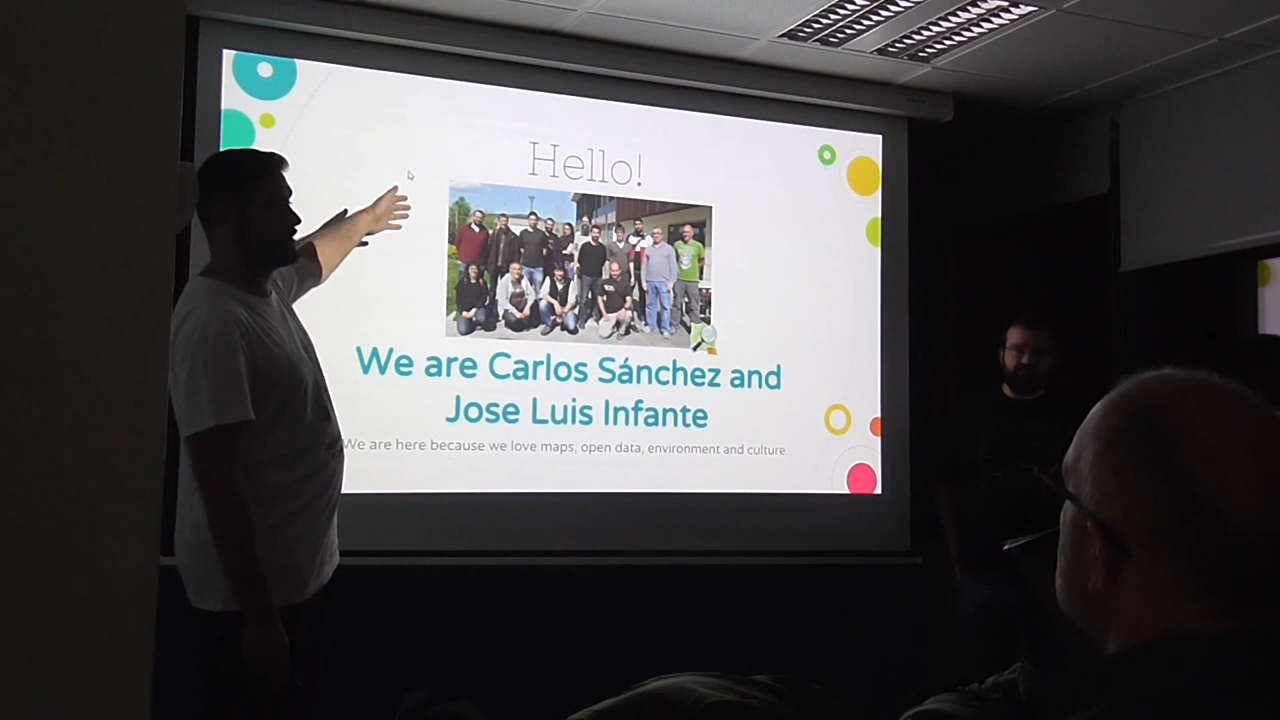 Hello!
We are Carlos Sánchez and
Jose Luis Infante
We are here because we love maps, open data, environment and culture.